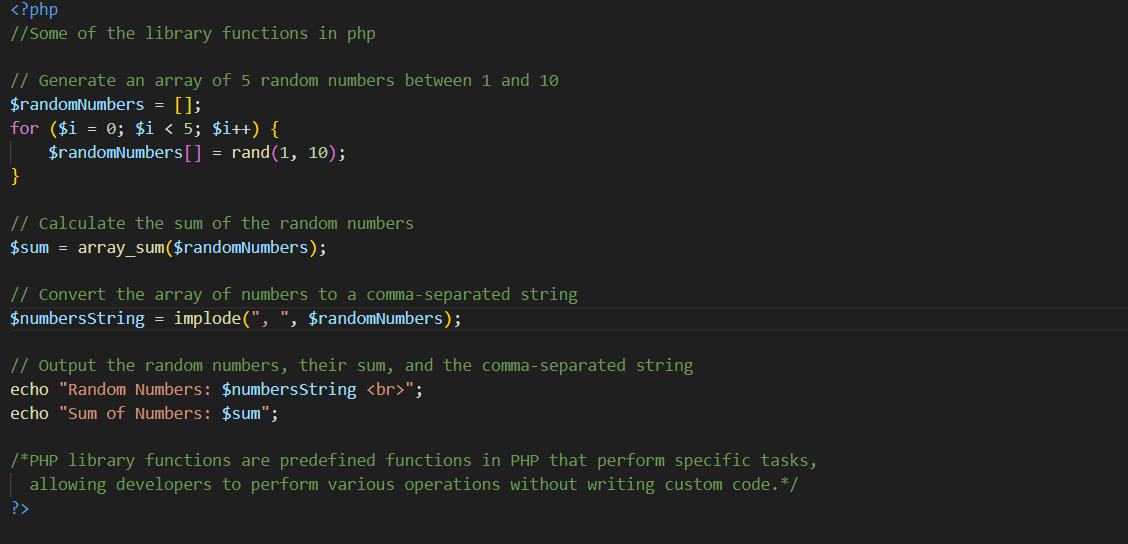 <?php
//Some of the library functions in php
// Generate an array of 5 random numbers between 1 and 10
$randomNumbers = [];
for ($i = 0; $i < 5; $i++) {
    $randomNumbers[] = rand(1, 10);
}
// Calculate the sum of the random numbers
$sum = array_sum($randomNumbers);
// Convert the array of numbers to a comma-separated string
$numbersString = implode(", ", $randomNumbers);
// Output the random numbers, their sum, and the comma-separated string
echo "Random Numbers: $numbersString <br>";
echo "Sum of Numbers: $sum";
/*PHP library functions are predefined functions in PHP that perform specific tasks,
  allowing developers to perform various operations without writing custom code.*/
?>